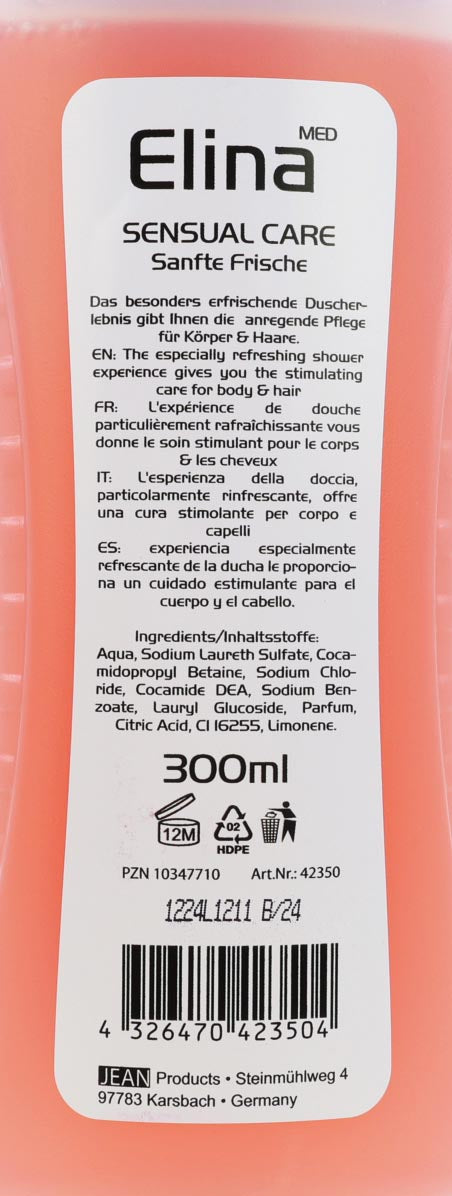 Elina MED
SENSUAL CARE
Sanfte Frische
Das besonders erfrischende Duscher-
lebnis gibt Ihnen die anregende Pflege
für Körper & Haare.
EN: The especially refreshing shower
experience gives you the stimulating
care for body & hair
FR: L'expérience de douche
particulièrement rafraîchissante vous
donne le soin stimulant pour le corps
& les cheveux
IT: L'esperienza della doccia,
particolarmente rinfrescante, offre
una cura stimolante per corpo e
capelli
ES: experiencia especialmente
refrescante de la ducha le proporcio-
na un cuidado estimulante para el
cuerpo y el cabello.
Ingredients/Inhaltsstoffe:
Aqua, Sodium Laureth Sulfate, Coca-
midopropyl Betaine, Sodium Chlo-
ride, Cocamide DEA, Sodium Ben-
zoate, Lauryl Glucoside, Parfum,
Citric Acid, CI 16255, Limonene.
300ml
12M
02
HDPE
PZN 10347710 Art.Nr.: 42350
1224L1211 B/24
4 326470 423504
JEAN Products • Steinmühlweg 4
97783 Karsbach • Germany